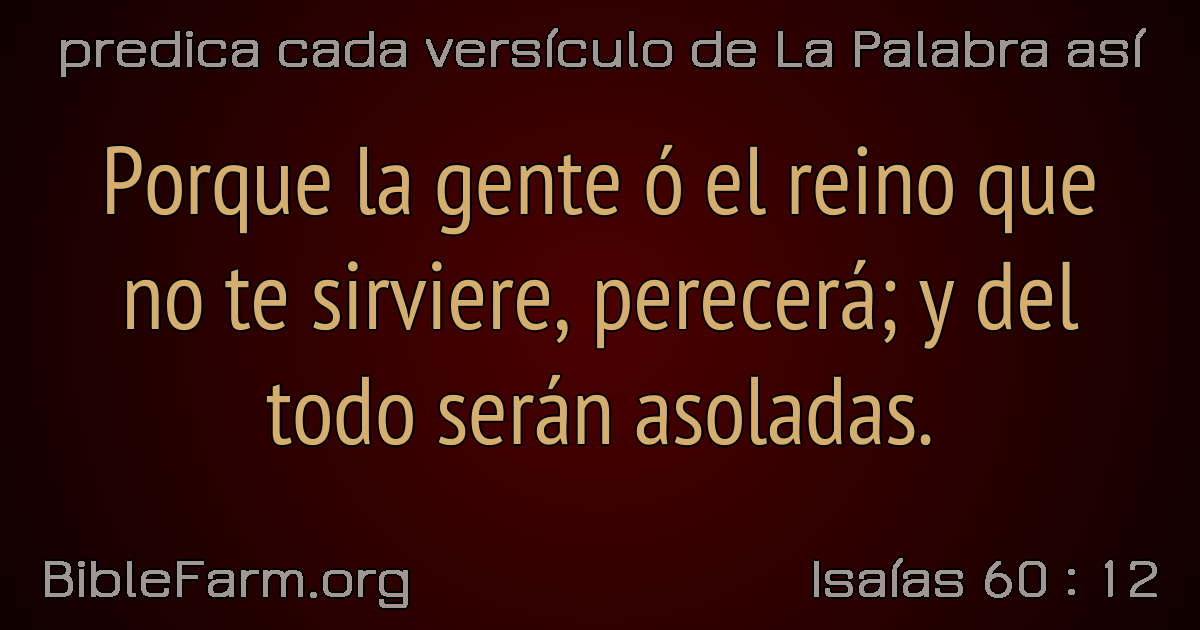 predica cada versículo de La Palabra así
Porque la gente ó el reino que
no te sirviere, perecerá; y del
todo serán asoladas.
BibleFarm.org
Isaías 60 : 12